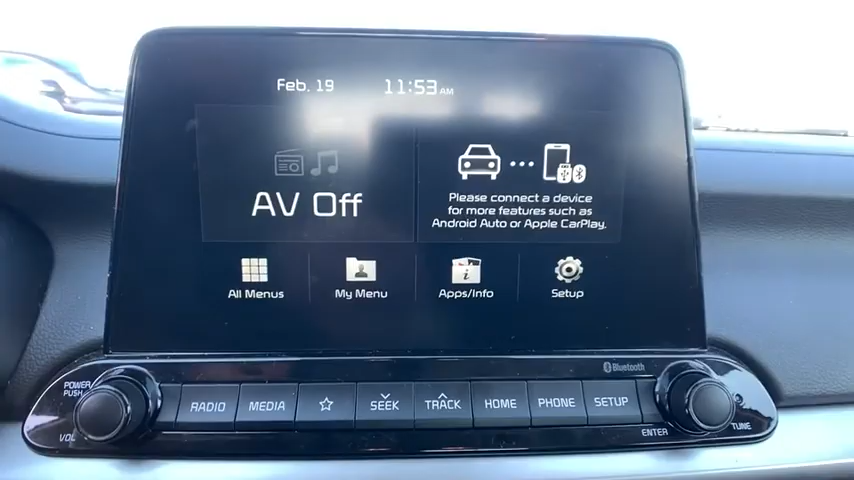 Feb. 19 11:53 AM
AV Off
Please connect a device
for more features such as
Android Auto or Apple CarPlay.
All Menus
My Menu
Apps/Info
Setup
Bluetooth
POWER
PUSH
VOL
RADIO
MEDIA
SEEK
TRACK
HOME
PHONE
SETUP
ENTER
TUNE